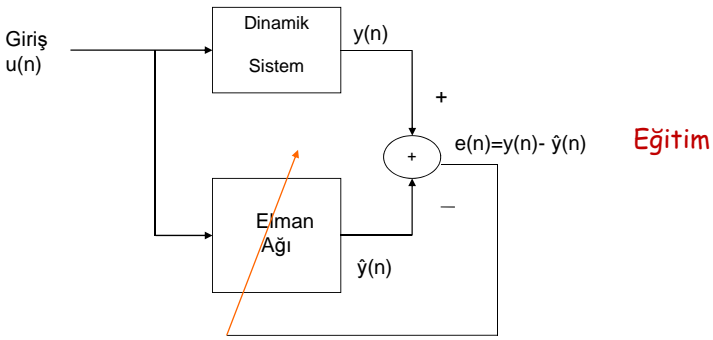 Giriş
u(n)
Dinamik
Sistem
y(n)
+
+
e(n)=y(n)- ŷ(n)
Eğitim
_
Elman
Ağı
ŷ(n)